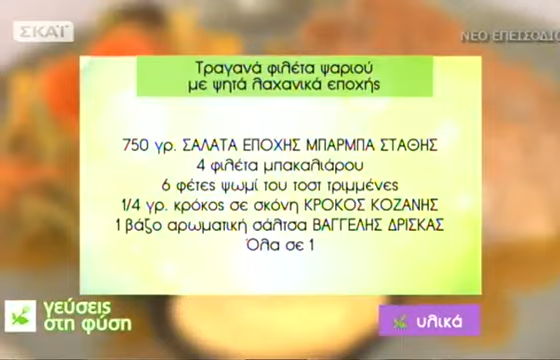 ΣΚΑΪ
ΝΕΟ ΕΠΕΙΣΟΔΙΟ
Τραγανά φιλέτα ψαριού
με ψητά λαχανικά εποχής
750 γρ. ΣΑΛΑΤΑ ΕΠΟΧΗΣ ΜΠΑΡΜΠΑ ΣΤΑΘΗΣ
4 φιλέτα μπακαλιάρου
6 φέτες ψωμί του τοστ τριμμένες
1/4 γρ. κρόκος σε σκόνη ΚΡΟΚΟΣ ΚΟΖΑΝΗΣ
1 βάζο αρωματική σάλτσα ΒΑΓΓΕΛΗΣ ΔΡΙΣΚΑΣ
Όλα σε 1
γεύσεις
στη φύση
υλικά